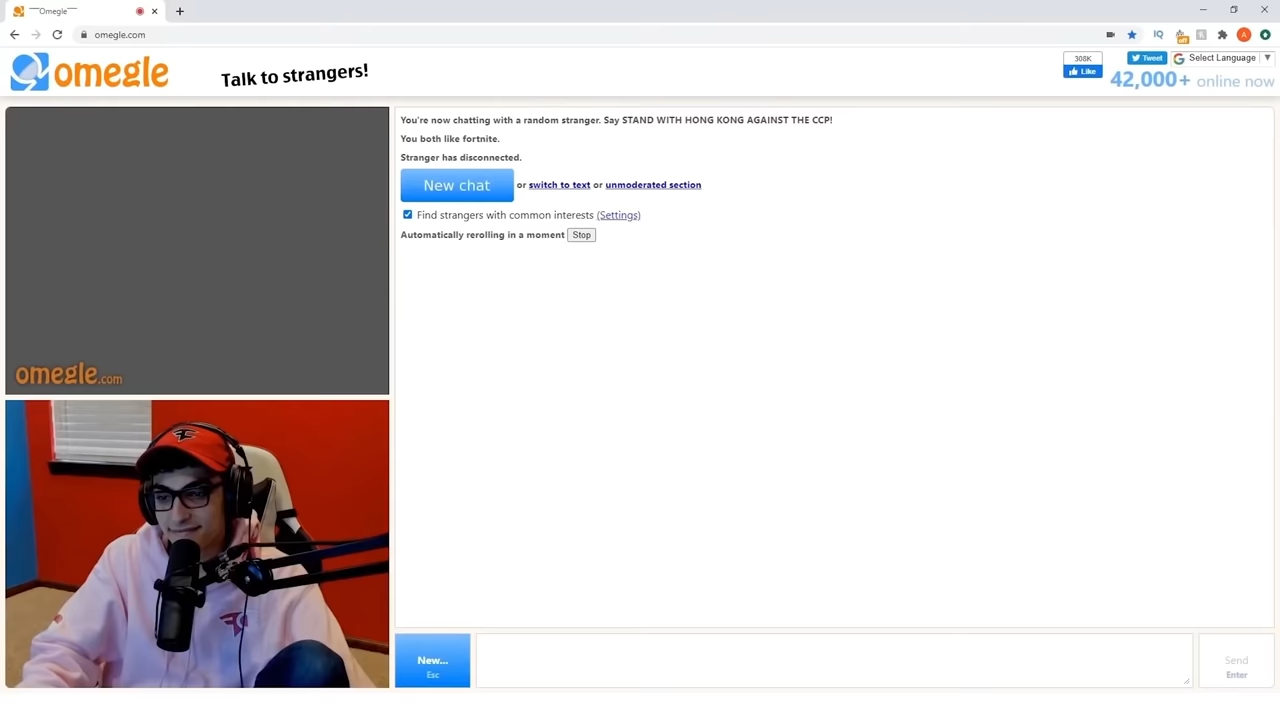 Omegle
omegle.com
omegle
Talk to strangers!
308K
Like
Tweet
Select Language
42,000+ online now
You're now chatting with a random stranger. Say STAND WITH HONG KONG AGAINST THE CCP!
You both like fortnite.
Stranger has disconnected.
New chat or switch to text or unmoderated section
Find strangers with common interests (Settings)
Automatically rerolling in a moment Stop
omegle.com
New...
Esc
Send
Enter